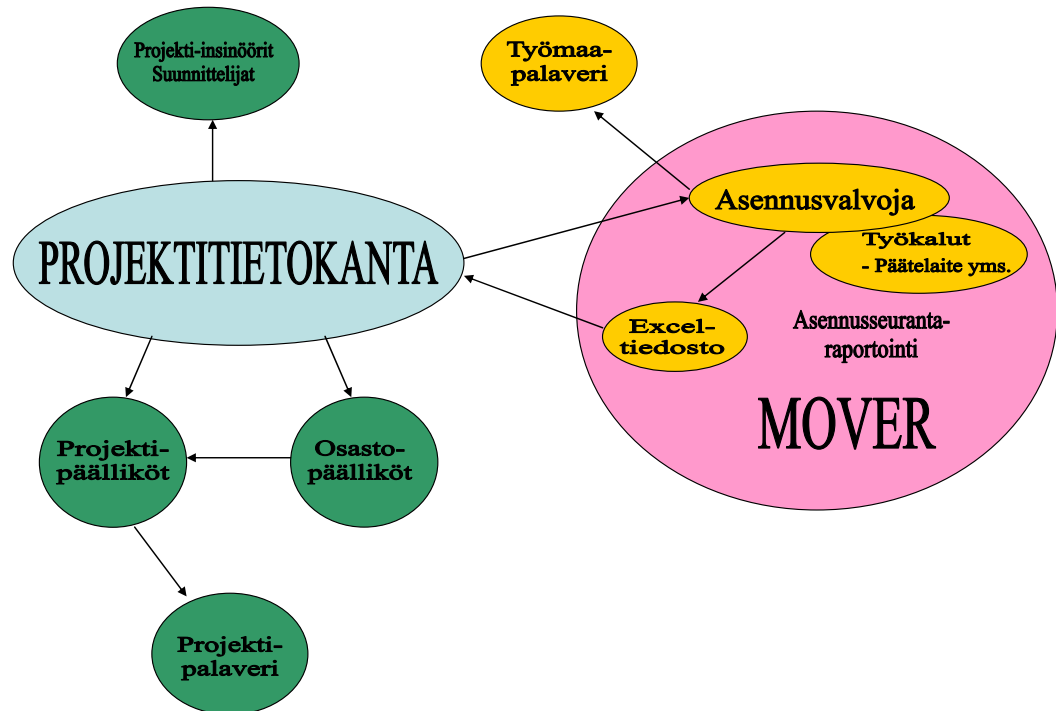 Projekti-insinöörit
Suunnittelijat
Työmaa-
palaveri
Asennusvalvoja
Työkalut
- Päätelaite yms.
PROJEKTITIETOKANTA
Excel-
tiedosto
Asennusseuranta-
raportointi
MOVER
Projekti-
päälliköt
Osasto-
päälliköt
Projekti-
palaveri